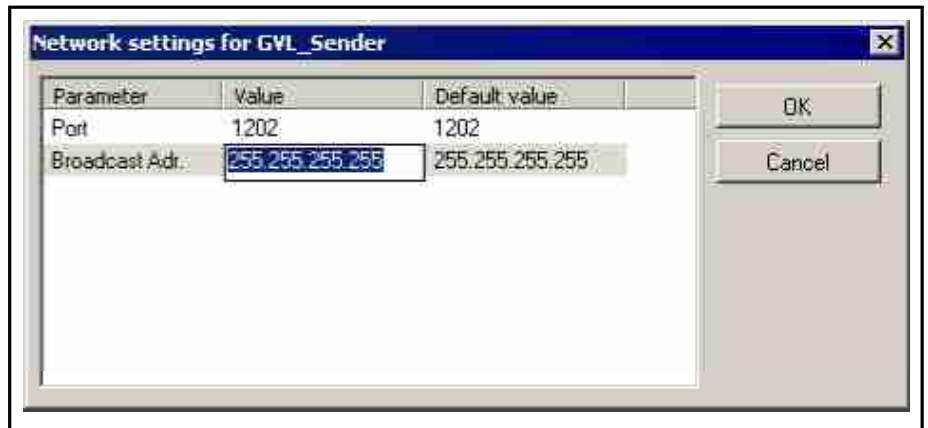 Network settings for GVL_Sender
Parameter Value Default value
Port 1202 1202
Broadcast Adr. 255.255.255.255 255.255.255.255
OK
Cancel